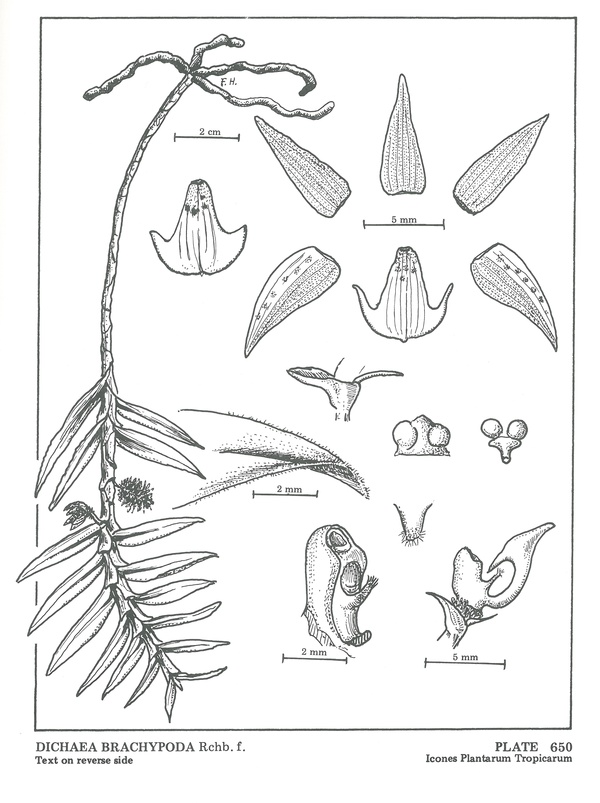 F.H.
2 cm
5 mm
2 mm
2 mm
5 mm
DICHAEA BRACHYPODA Rchb. f.
Text on reverse side
PLATE 650
Icones Plantarum Tropicarum